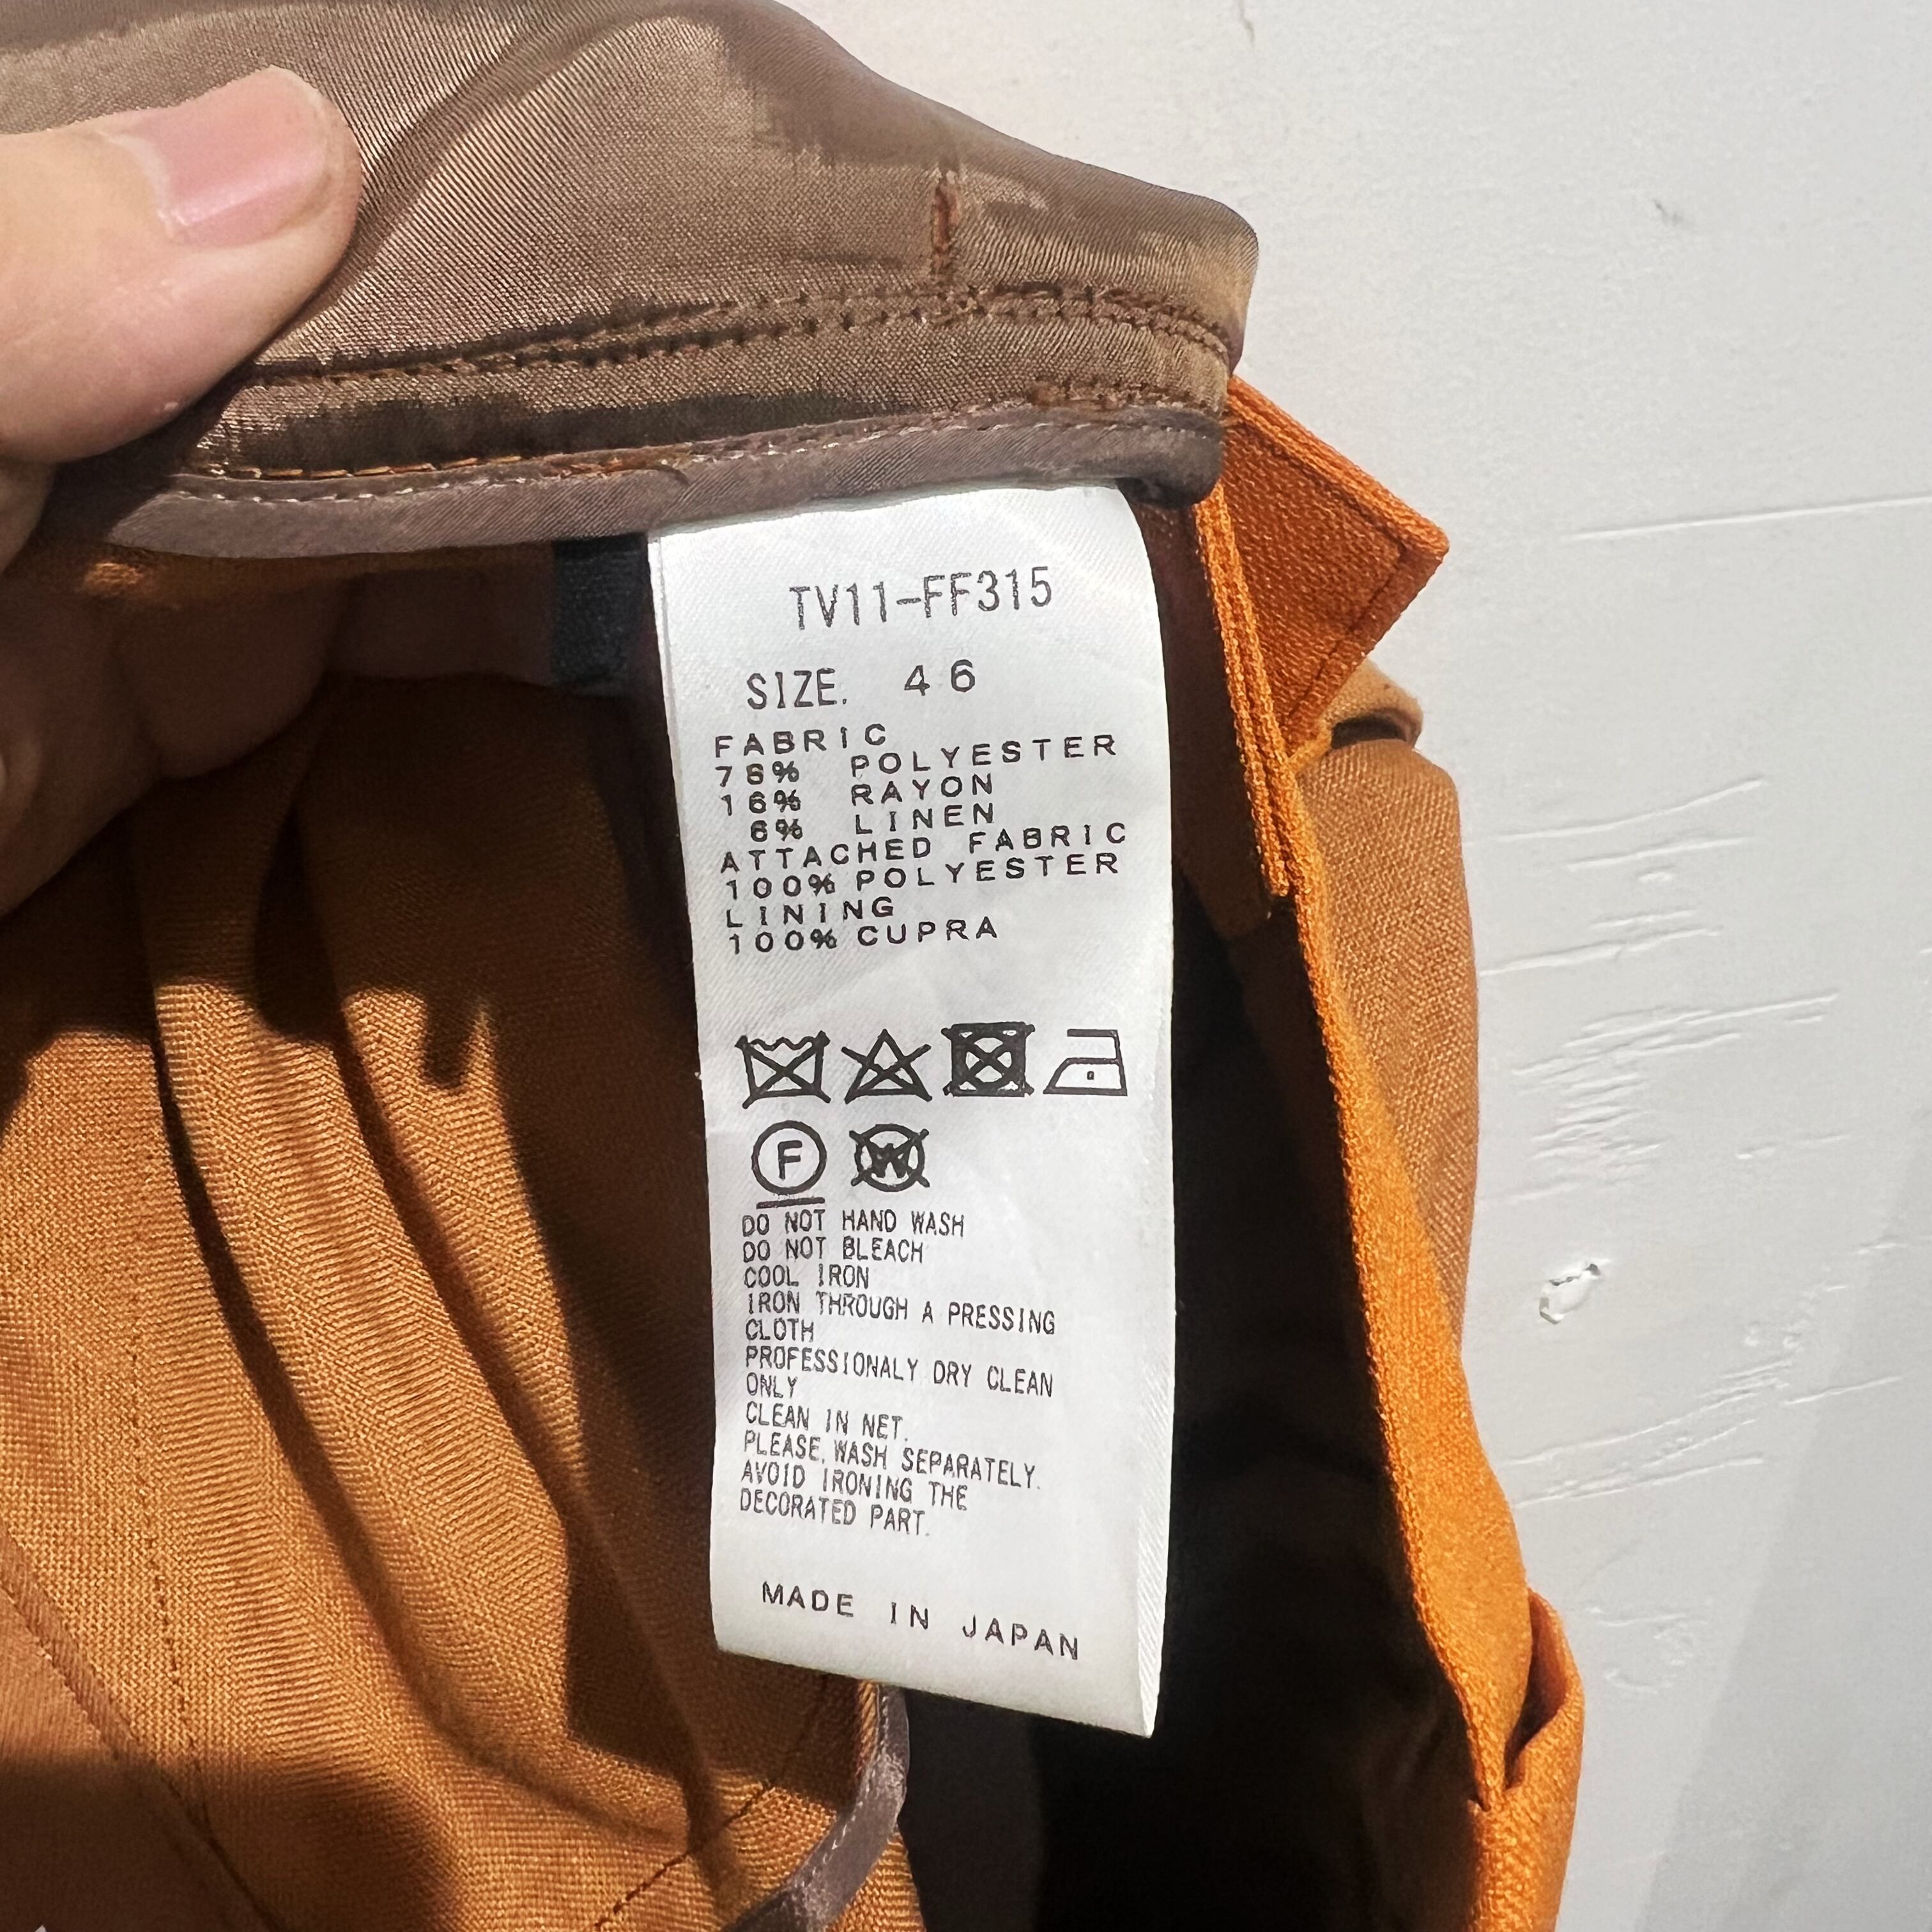 TV11-FF315
SIZE. 46
FABRIC
78% POLYESTER
16% RAYON
6% LINEN
ATTACHED FABRIC
100% POLYESTER
LINING
100% CUPRA
F W
DO NOT HAND WASH
DO NOT BLEACH
COOL IRON
IRON THROUGH A PRESSING
CLOTH
PROFESSIONALY DRY CLEAN
ONLY
CLEAN IN NET.
PLEASE, WASH SEPARATELY.
AVOID IRONING THE
DECORATED PART.
MADE IN JAPAN